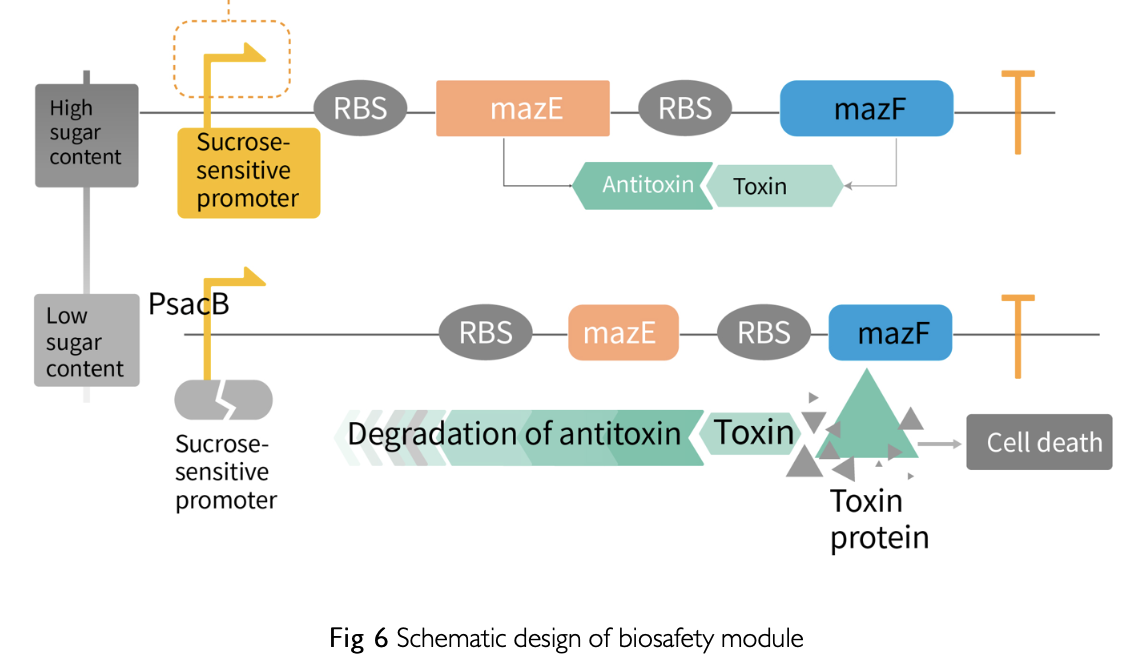 High
sugar
content
Sucrose-
sensitive
promoter
RBS
mazE
RBS
mazF
Antitoxin
Toxin
Low
sugar
content
PsacB
RBS
mazE
RBS
mazF
Sucrose-
sensitive
promoter
Degradation of antitoxin
Toxin
Toxin
protein
Cell death
Fig 6 Schematic design of biosafety module